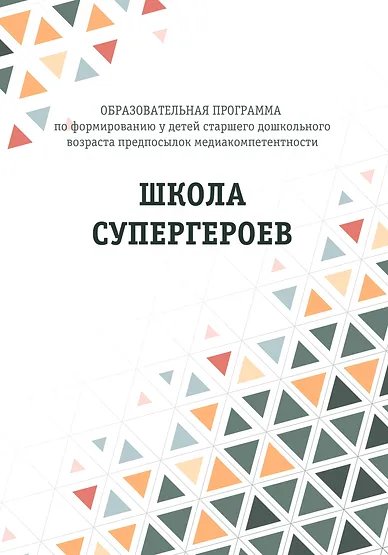 ОБРАЗОВАТЕЛЬНАЯ ПРОГРАММА
по формированию у детей старшего дошкольного
возраста предпосылок медиакомпетентности
ШКОЛА
СУПЕРГЕРОЕВ